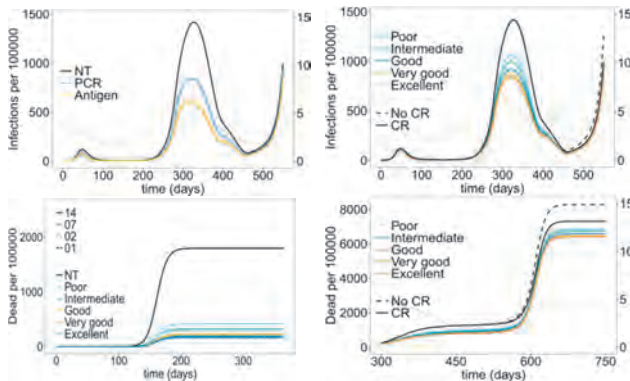 Infections per 100000
1500
1000
500
0
NT
PCR
Antigen
15
10
5
0
0 100 200 300 400 500
time (days)
Infections per 100000
1500
1000
500
0
Poor
Intermediate
Good
Very good
Excellent
No CR
CR
15
10
5
0
0 100 200 300 400 500
time (days)
Dead per 100000
2000
1000
0
14
07
02
01
NT
Poor
Intermediate
Good
Very good
Excellent
0 100 200 300
time (days)
Dead per 100000
8000
6000
4000
2000
0
Poor
Intermediate
Good
Very good
Excellent
No CR
CR
15
10
5
0
300 450 600 750
time (days)